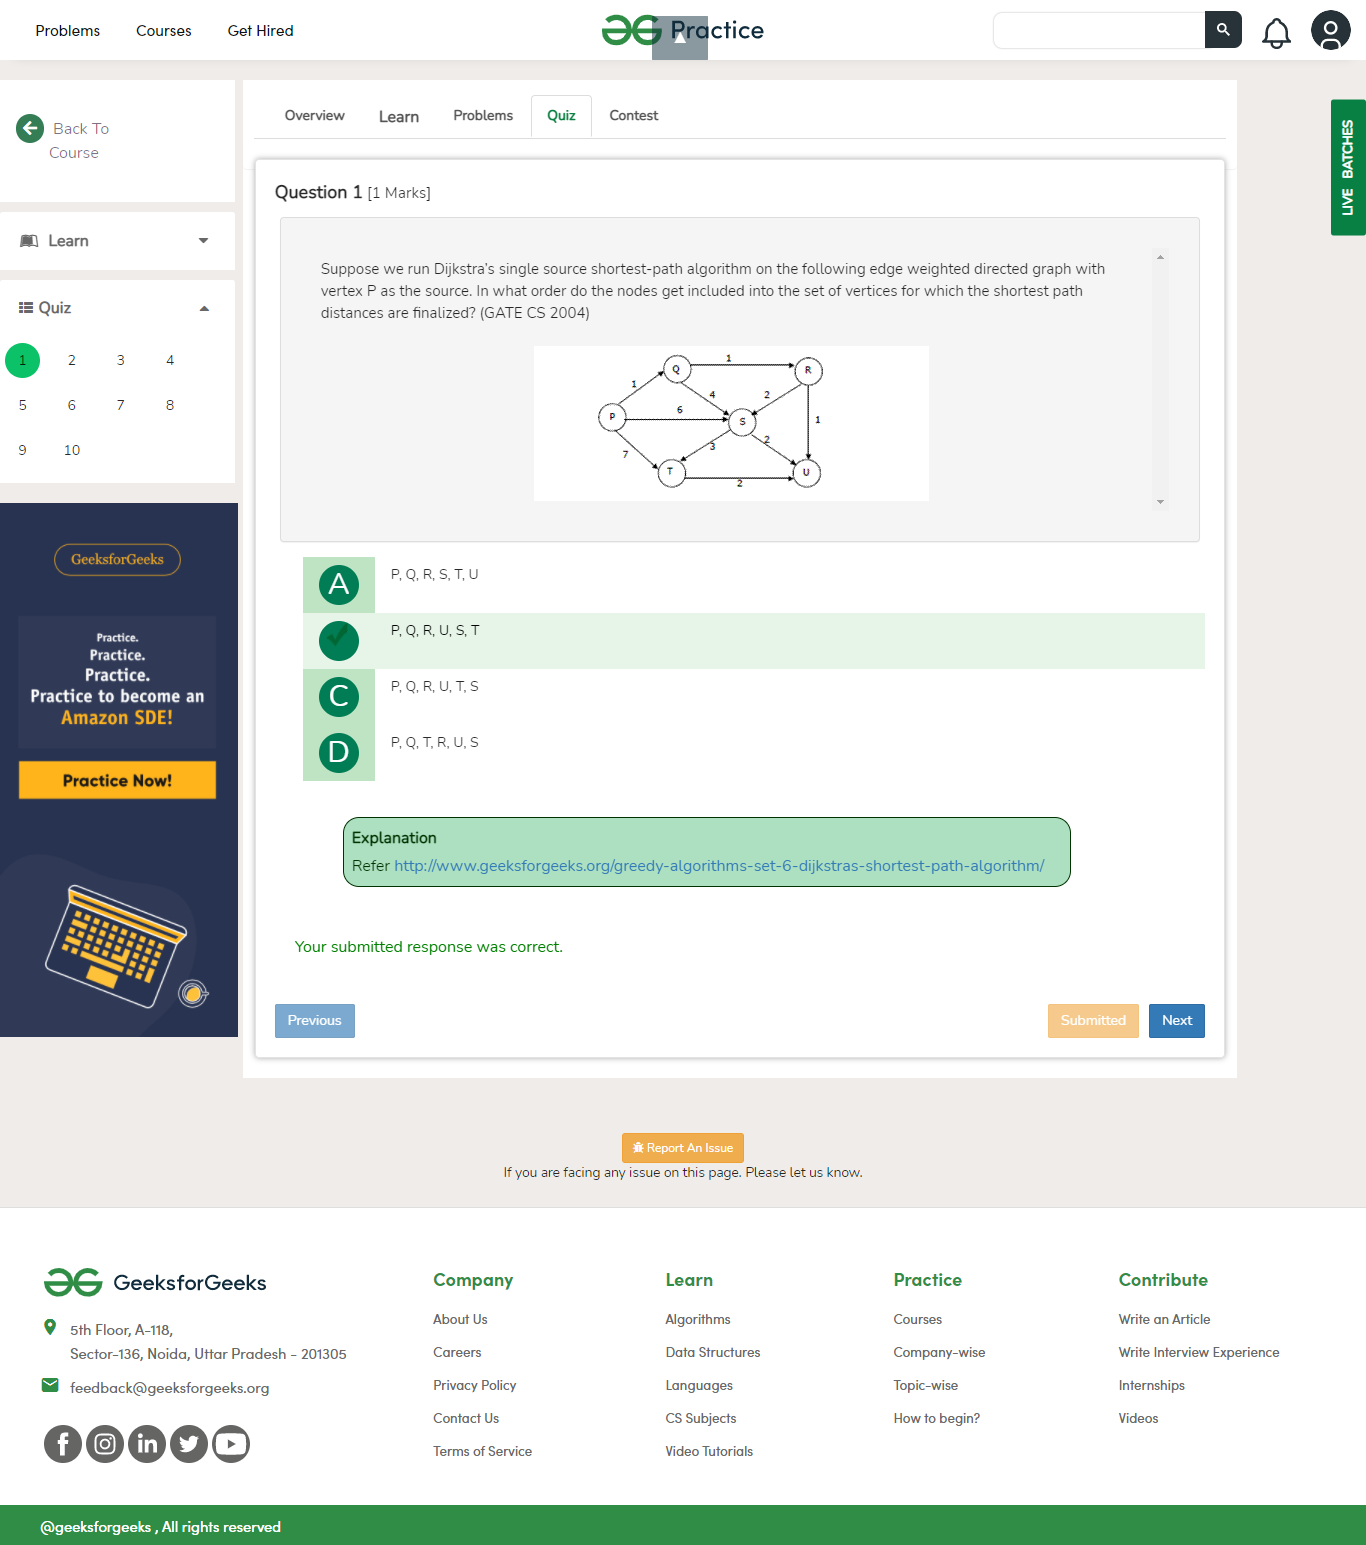 Problems
Courses
Get Hired
Practice
Back To
Course
Learn
Quiz
1 2 3 4
5 6 7 8
9 10
GeeksforGeeks
Practice.
Practice.
Practice.
Practice to become an
Amazon SDE!
Practice Now!
Overview
Learn
Problems
Quiz
Contest
LIVE BATCHES
Question 1 [1 Marks]
Suppose we run Dijkstra's single source shortest-path algorithm on the following edge weighted directed graph with
vertex P as the source. In what order do the nodes get included into the set of vertices for which the shortest path
distances are finalized? (GATE CS 2004)
1
Q R
1 4 2
P 6 S 1
7 3 2
T U
2
A P, Q, R, S, T, U
P, Q, R, U, S, T
C P, Q, R, U, T, S
D P, Q, T, R, U, S
Explanation
Refer http://www.geeksforgeeks.org/greedy-algorithms-set-6-dijkstras-shortest-path-algorithm/
Your submitted response was correct.
Previous
Submitted
Next
Report An Issue
If you are facing any issue on this page. Please let us know.
GeeksforGeeks
5th Floor, A-118,
Sector-136, Noida, Uttar Pradesh - 201305
feedback@geeksforgeeks.org
Company
About Us
Careers
Privacy Policy
Contact Us
Terms of Service
Learn
Algorithms
Data Structures
Languages
CS Subjects
Video Tutorials
Practice
Courses
Company-wise
Topic-wise
How to begin?
Contribute
Write an Article
Write Interview Experience
Internships
Videos
@geeksforgeeks , All rights reserved